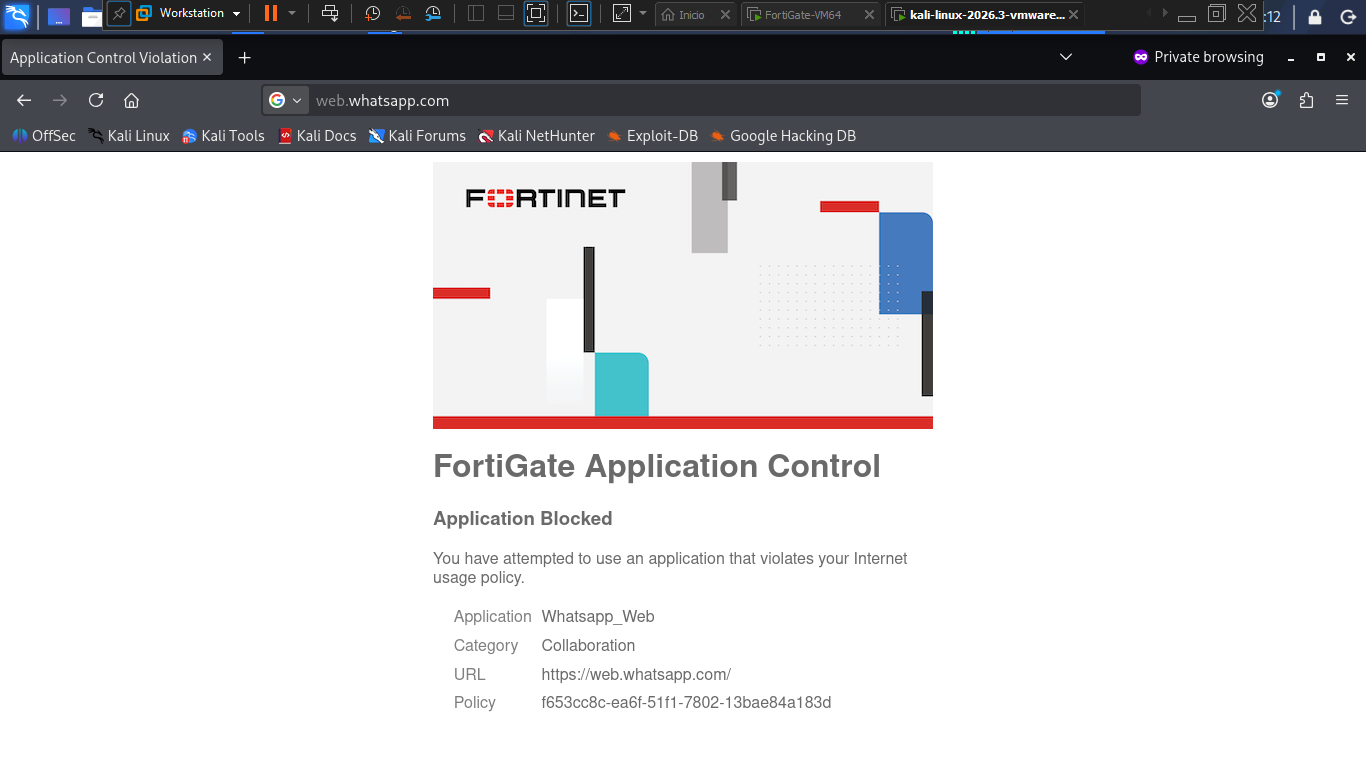 Workstation
Inicio
FortiGate-VM64
kali-linux-2026.3-vmware...
:12
Application Control Violation
Private browsing
web.whatsapp.com
OffSec
Kali Linux
Kali Tools
Kali Docs
Kali Forums
Kali NetHunter
Exploit-DB
Google Hacking DB
FORTINET
FortiGate Application Control
Application Blocked
You have attempted to use an application that violates your Internet
usage policy.
Application Whatsapp_Web
Category Collaboration
URL https://web.whatsapp.com/
Policy f653cc8c-ea6f-51f1-7802-13bae84a183d